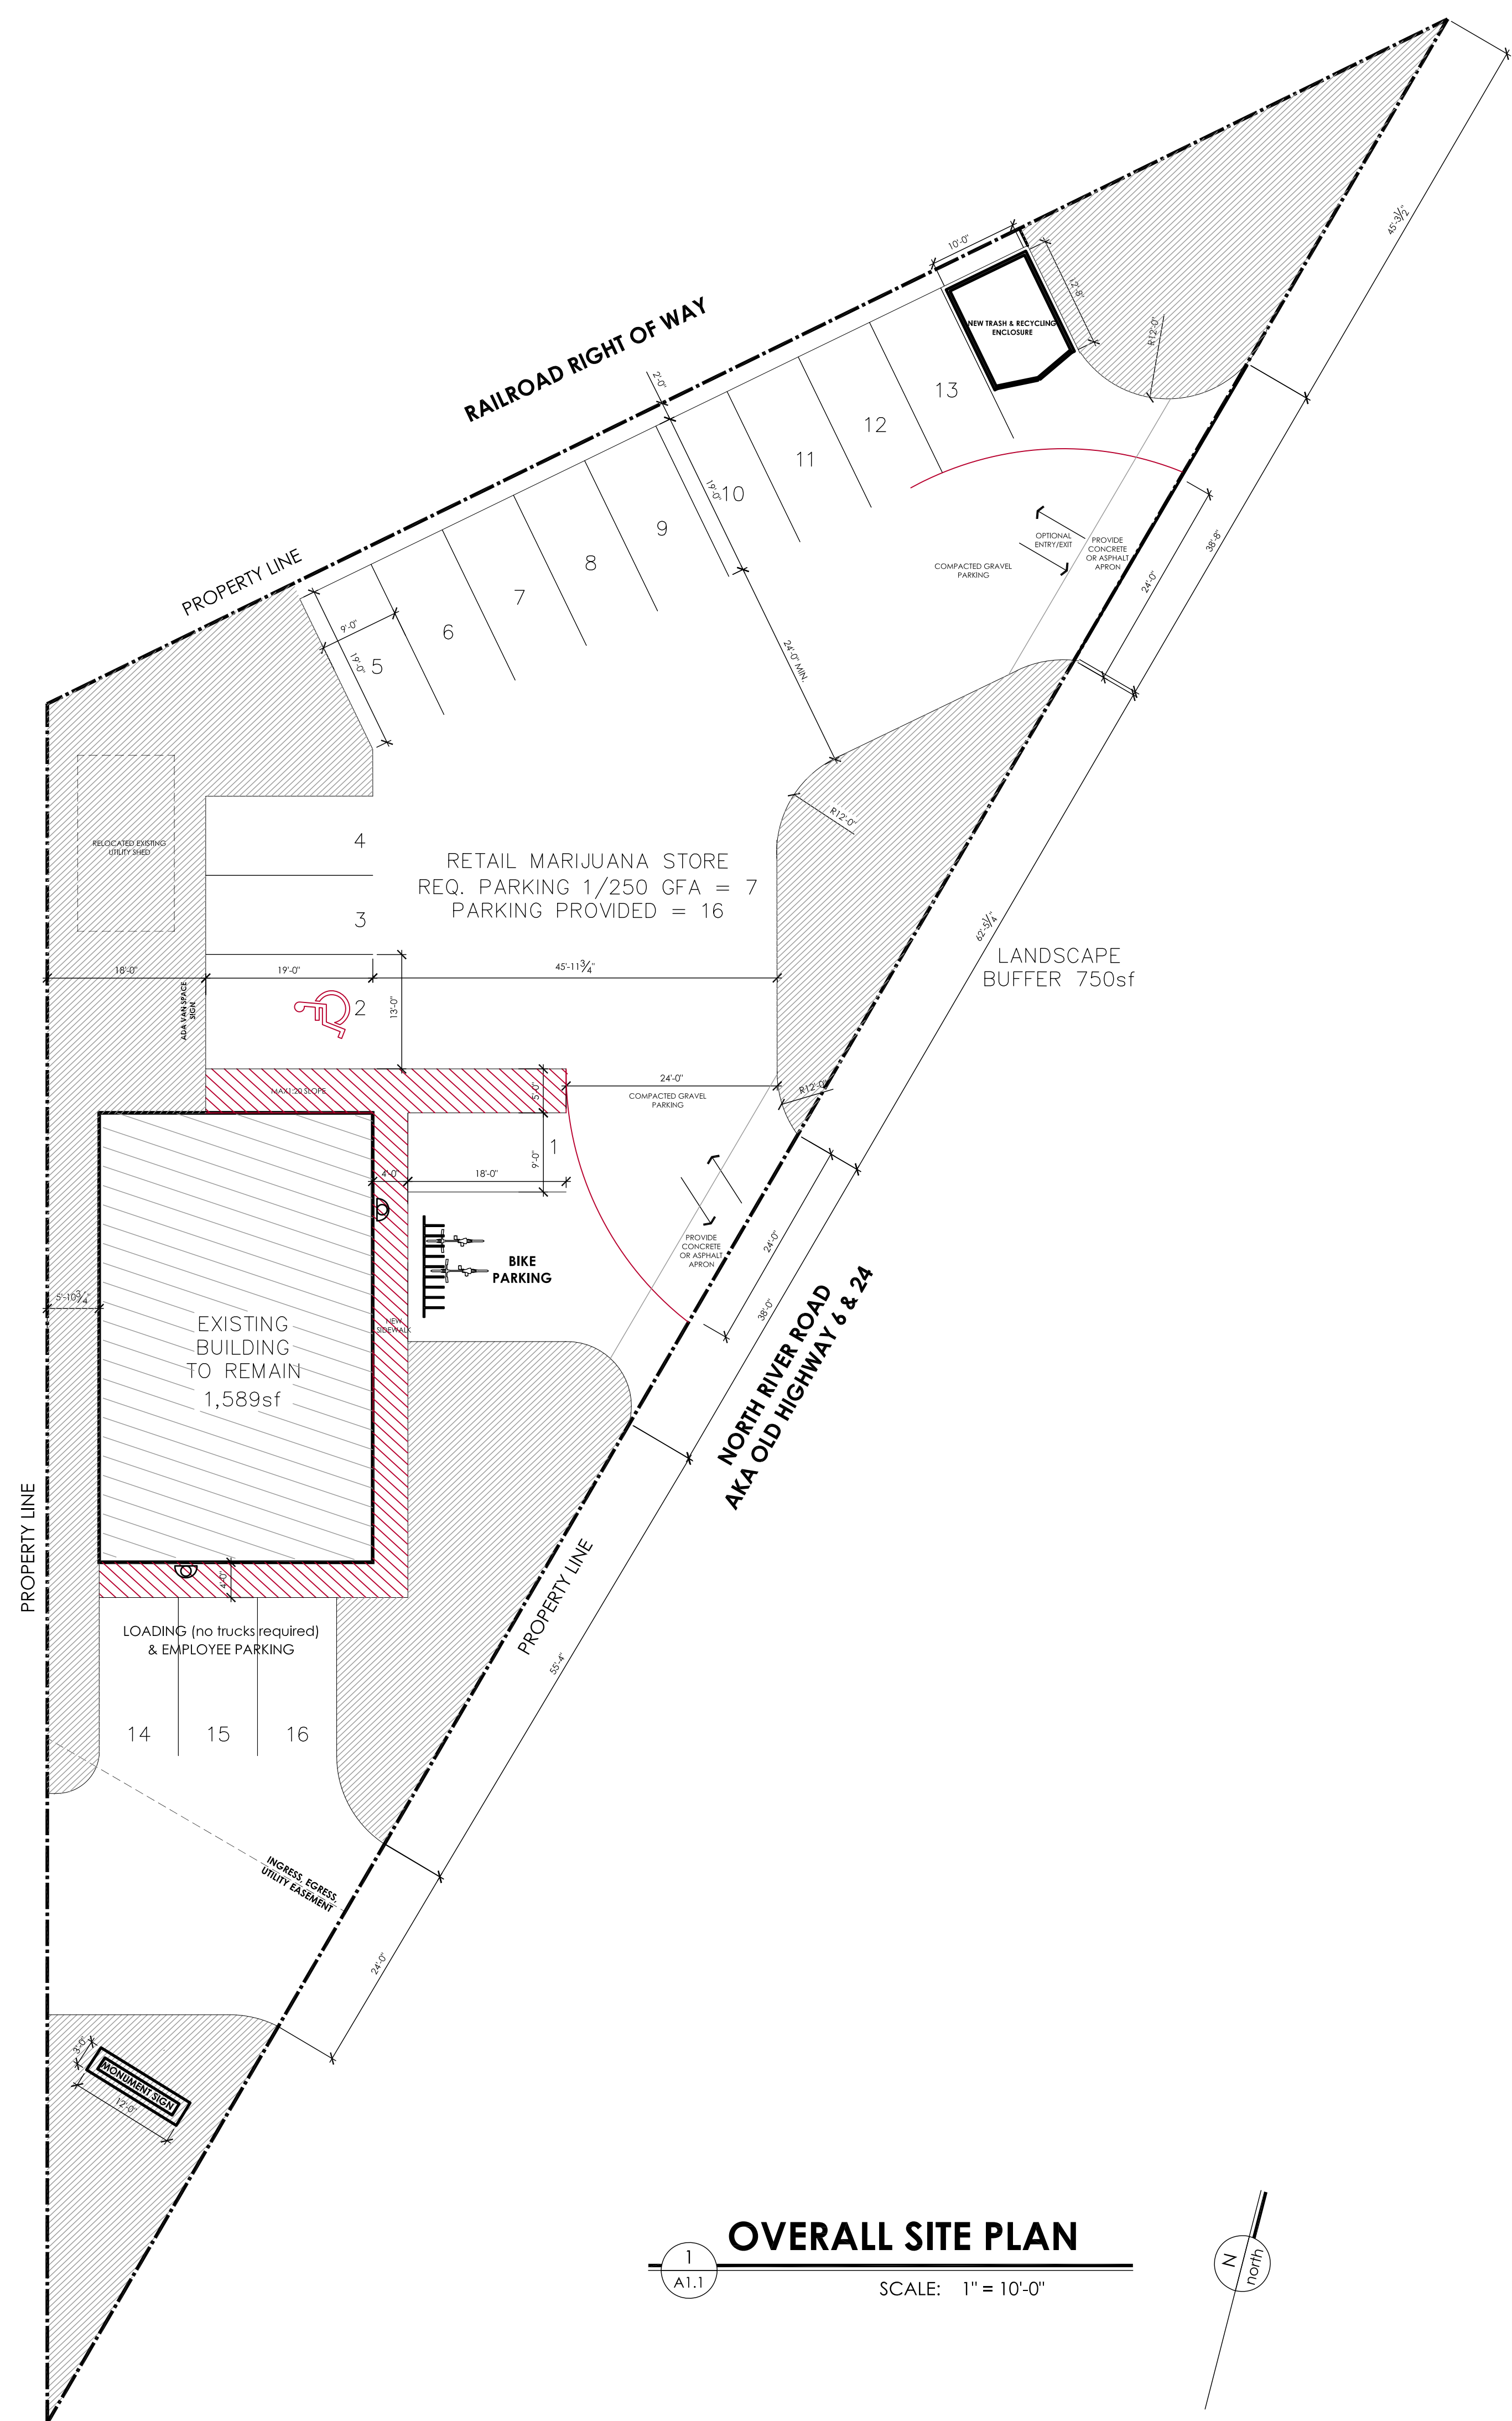 45'-3½"
10'-0"
12'-8"
R12'-0"
NEW TRASH & RECYCLING
ENCLOSURE
RAILROAD RIGHT OF WAY
2'-0"
13
12
11
19'-0"
10
9
8
7
6
5
9'-0"
19'-0"
PROPERTY LINE
OPTIONAL
ENTRY/EXIT
PROVIDE
CONCRETE
OR ASPHALT
APRON
COMPACTED GRAVEL
PARKING
38'-8"
24'-0"
24'-0" MIN.
R12'-0"
RELOCATED EXISTING
UTILITY SHED
4
3
RETAIL MARIJUANA STORE
REQ. PARKING 1/250 GFA = 7
PARKING PROVIDED = 16
62'-5¼"
LANDSCAPE
BUFFER 750sf
18'-0"
19'-0"
45'-11¾"
ADA VAN SPACE
SIGN
2
13'-0"
MAX1:20 SLOPE
5'-0"
24'-0"
COMPACTED GRAVEL
PARKING
R12'-0"
1
9'-0"
4'-0"
18'-0"
BIKE
PARKING
PROVIDE
CONCRETE
OR ASPHALT
APRON
24'-0"
38'-0"
NORTH RIVER ROAD
AKA OLD HIGHWAY 6 & 24
5'-10¾"
EXISTING
BUILDING
TO REMAIN
1,589sf
NEW
SIDEWALK
PROPERTY LINE
4'-0"
PROPERTY LINE
55'-4"
LOADING (no trucks required)
& EMPLOYEE PARKING
14
15
16
INGRESS, EGRESS,
UTILITY EASEMENT
24'-0"
3'-0"
MONUMENT SIGN
12'-0"
1
A1.1
OVERALL SITE PLAN
SCALE: 1" = 10'-0"
N
north